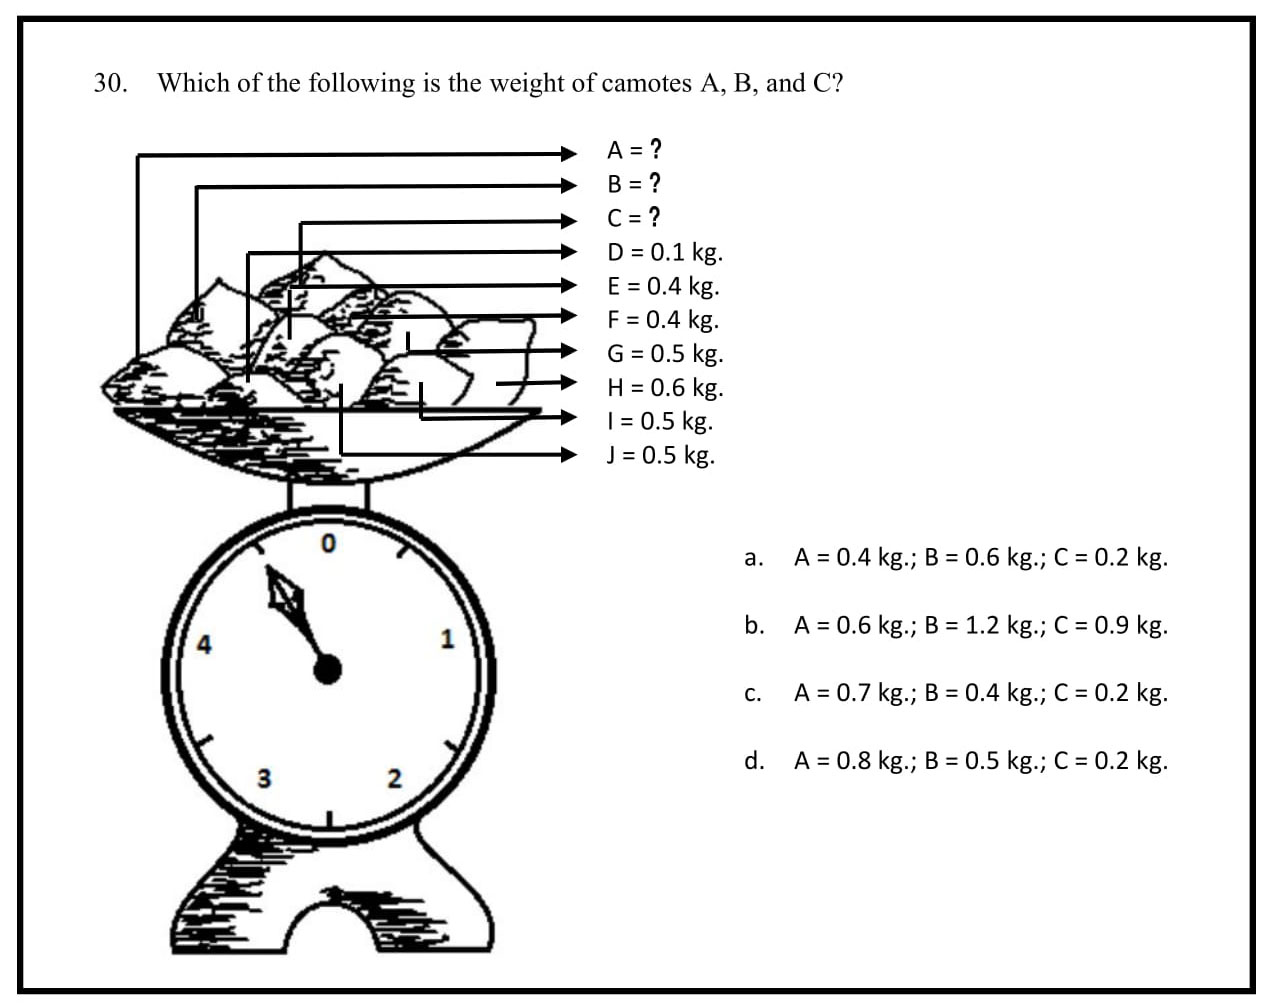 30. Which of the following is the weight of camotes A, B, and C?
A = ?
B = ?
C = ?
D = 0.1 kg.
E = 0.4 kg.
F = 0.4 kg.
G = 0.5 kg.
H = 0.6 kg.
I = 0.5 kg.
J = 0.5 kg.
0
4 1
3 2
a. A = 0.4 kg.; B = 0.6 kg.; C = 0.2 kg.
b. A = 0.6 kg.; B = 1.2 kg.; C = 0.9 kg.
c. A = 0.7 kg.; B = 0.4 kg.; C = 0.2 kg.
d. A = 0.8 kg.; B = 0.5 kg.; C = 0.2 kg.